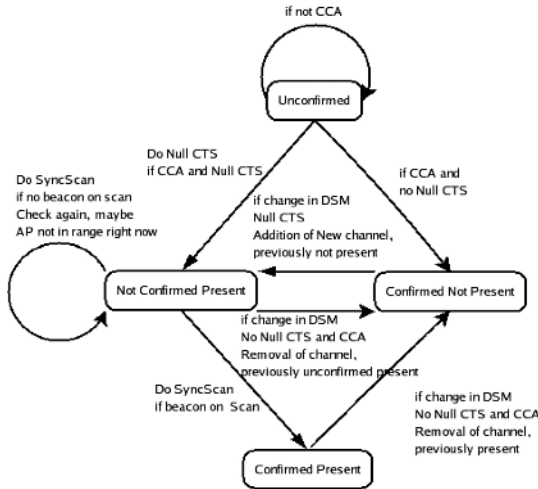 if not CCA
Unconfirmed
Do Null CTS
if CCA and Null CTS
if CCA and
no Null CTS
Do SyncScan
if no beacon on scan
Check again, maybe
AP not in range right now
if change in DSM
Null CTS
Addition of New channel,
previously not present
Not Confirmed Present
Confirmed Not Present
if change in DSM
No Null CTS and CCA
Removal of channel,
previously unconfirmed present
Do SyncScan
if beacon on Scan
if change in DSM
No Null CTS and CCA
Removal of channel,
previously present
Confirmed Present